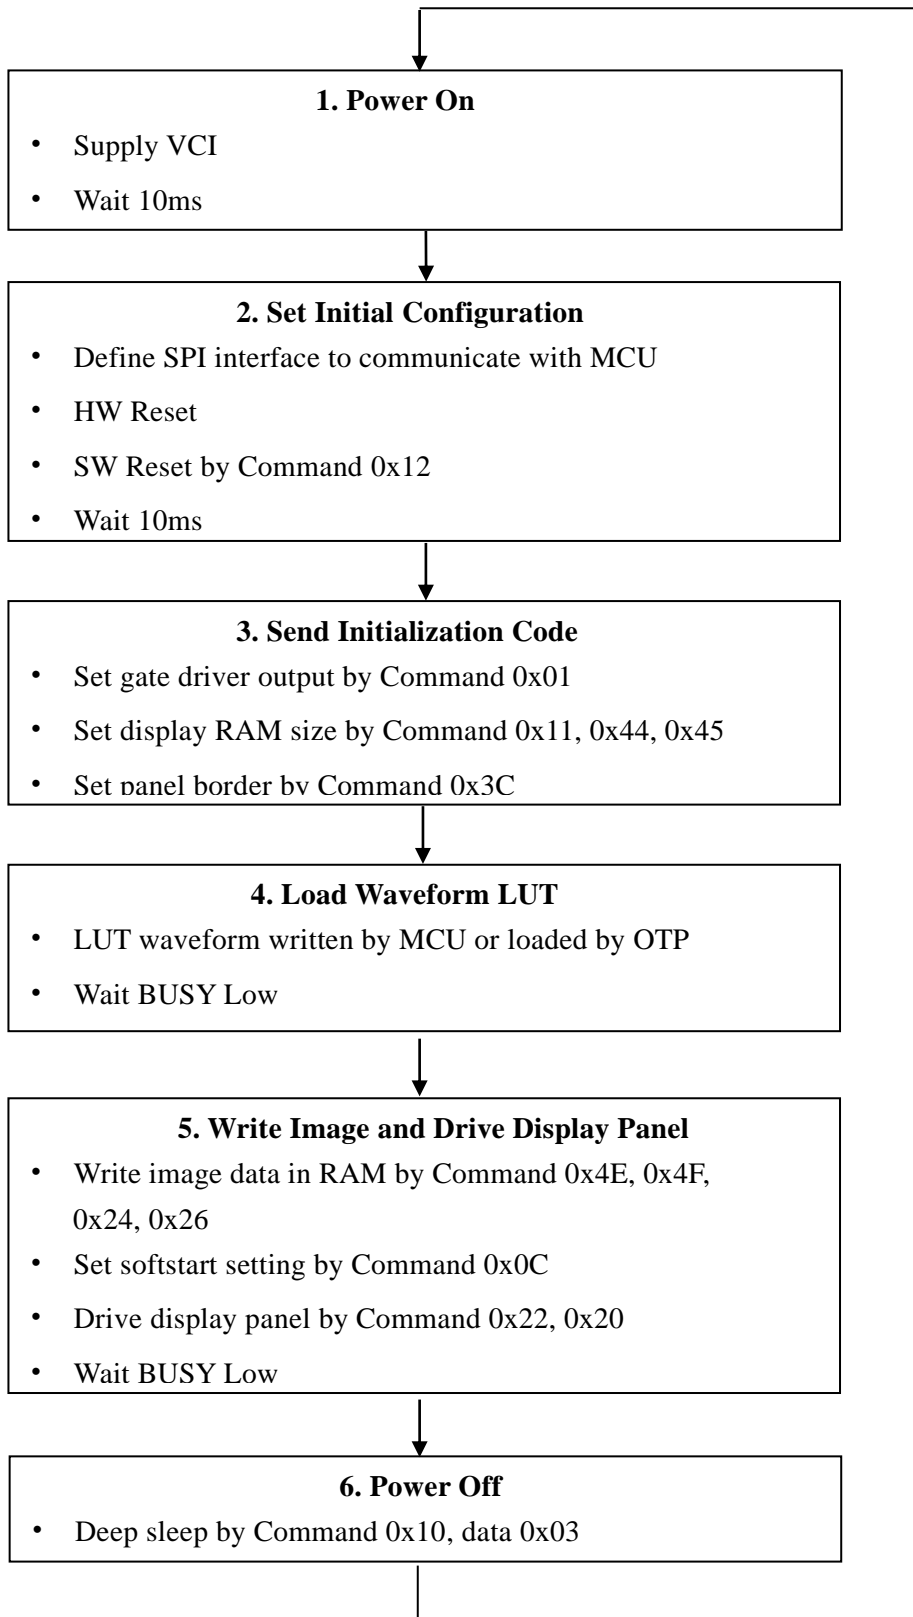 1. Power On
• Supply VCI
• Wait 10ms
2. Set Initial Configuration
• Define SPI interface to communicate with MCU
• HW Reset
• SW Reset by Command 0x12
• Wait 10ms
3. Send Initialization Code
• Set gate driver output by Command 0x01
• Set display RAM size by Command 0x11, 0x44, 0x45
• Set panel border by Command 0x3C
4. Load Waveform LUT
• LUT waveform written by MCU or loaded by OTP
• Wait BUSY Low
5. Write Image and Drive Display Panel
• Write image data in RAM by Command 0x4E, 0x4F,
0x24, 0x26
• Set softstart setting by Command 0x0C
• Drive display panel by Command 0x22, 0x20
• Wait BUSY Low
6. Power Off
• Deep sleep by Command 0x10, data 0x03